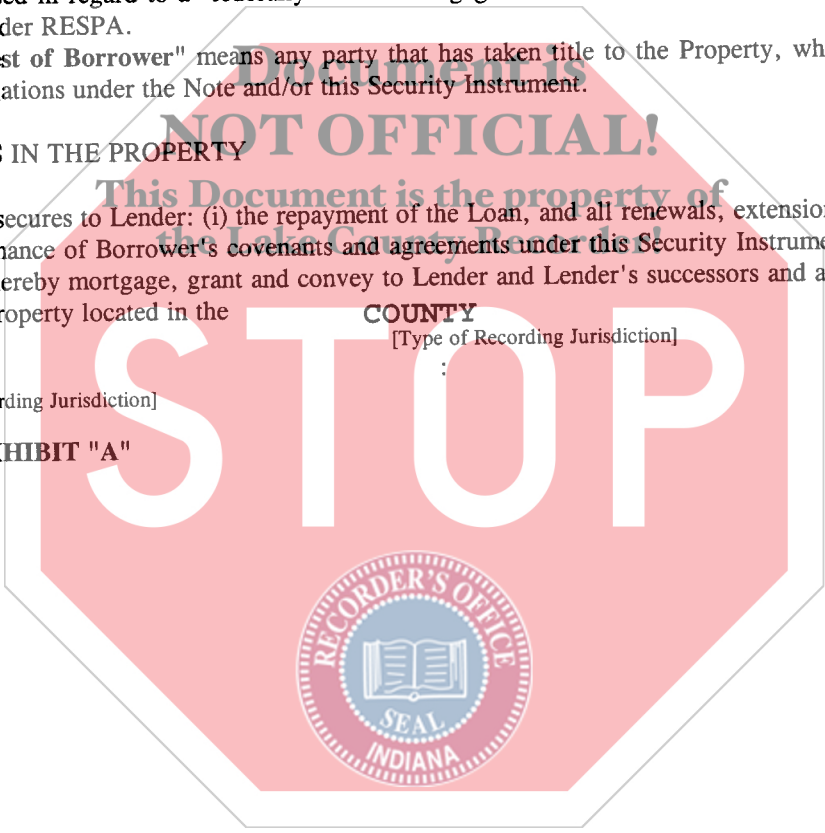 der RESPA.
st of Borrower" means any party that has taken title to the Property, wh
Document is
ations under the Note and/or this Security Instrument.
NOT OFFICIAL!
IN THE PROPERTY
This Document is the property of
secures to Lender: (i) the repayment of the Loan, and all renewals, extension
the Lake County Recorder!
nance of Borrower's covenants and agreements under this Security Instrume
ereby mortgage, grant and convey to Lender and Lender's successors and a
roperty located in the COUNTY
[Type of Recording Jurisdiction]
:
rding Jurisdiction]
HIBIT "A"
STOP
RECORDER'S OFFICE
SEAL
INDIANA